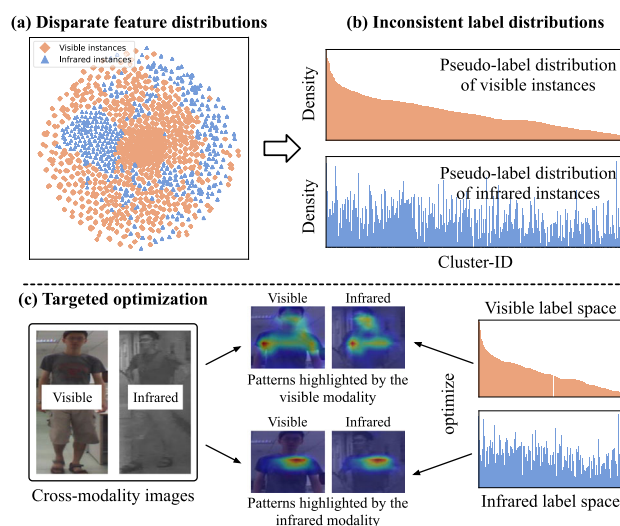 (a) Disparate feature distributions
Visible instances
Infrared instances
(b) Inconsistent label distributions
Density
Pseudo-label distribution
of visible instances
Density
Pseudo-label distribution
of infrared instances
Cluster-ID
(c) Targeted optimization
Visible
Infrared
Cross-modality images
Visible
Infrared
Patterns highlighted by the
visible modality
Visible
Infrared
Patterns highlighted by the
infrared modality
optimize
Visible label space
Infrared label space